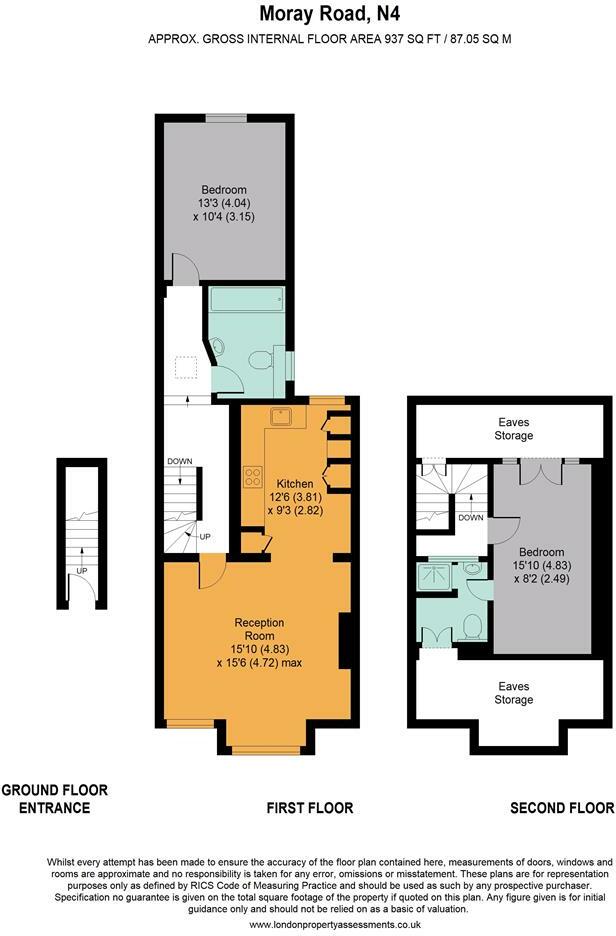 Moray Road, N4
APPROX. GROSS INTERNAL FLOOR AREA 937 SQ FT / 87.05 SQ M
Bedroom
13'3 (4.04)
x 10'4 (3.15)
DOWN
UP
Kitchen
12'6 (3.81)
x 9'3 (2.82)
Reception
Room
15'10 (4.83)
x 15'6 (4.72) max
UP
Eaves
Storage
DOWN
Bedroom
15'10 (4.83)
x 8'2 (2.49)
Eaves
Storage
GROUND FLOOR
ENTRANCE
FIRST FLOOR
SECOND FLOOR
Whilst every attempt has been made to ensure the accuracy of the floor plan contained here, measurements of doors, windows and
rooms are approximate and no responsibility is taken for any error, omissions or misstatement. These plans are for representation
purposes only as defined by RICS Code of Measuring Practice and should be used as such by any prospective purchaser.
Specification no guarantee is given on the total square footage of the property if quoted on this plan. Any figure given is for initial
guidance only and should not be relied on as a basic of valuation.
www.londonpropertyassessments.co.uk